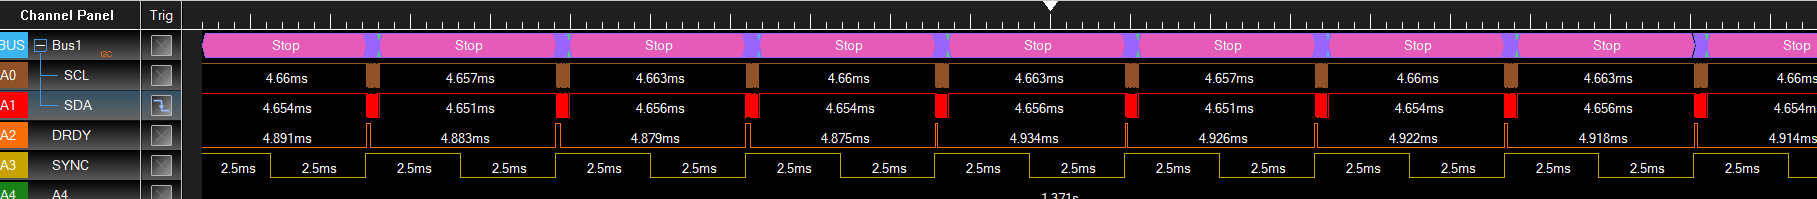 Channel Panel Trig
BUS Bus1 I2C Stop Stop Stop Stop Stop Stop Stop Stop Stop
A0 SCL 4.66ms 4.657ms 4.663ms 4.66ms 4.663ms 4.657ms 4.66ms 4.663ms 4.66ms
A1 SDA 4.654ms 4.651ms 4.656ms 4.654ms 4.656ms 4.651ms 4.654ms 4.656ms 4.654m
A2 DRDY 4.891ms 4.883ms 4.879ms 4.875ms 4.934ms 4.926ms 4.922ms 4.918ms 4.914ms
A3 SYNC 2.5ms 2.5ms 2.5ms 2.5ms 2.5ms 2.5ms 2.5ms 2.5ms 2.5ms 2.5ms 2.5ms 2.5ms 2.5ms 2.5ms 2.5ms 2.5ms 2.5ms
A4 A4 1.371s